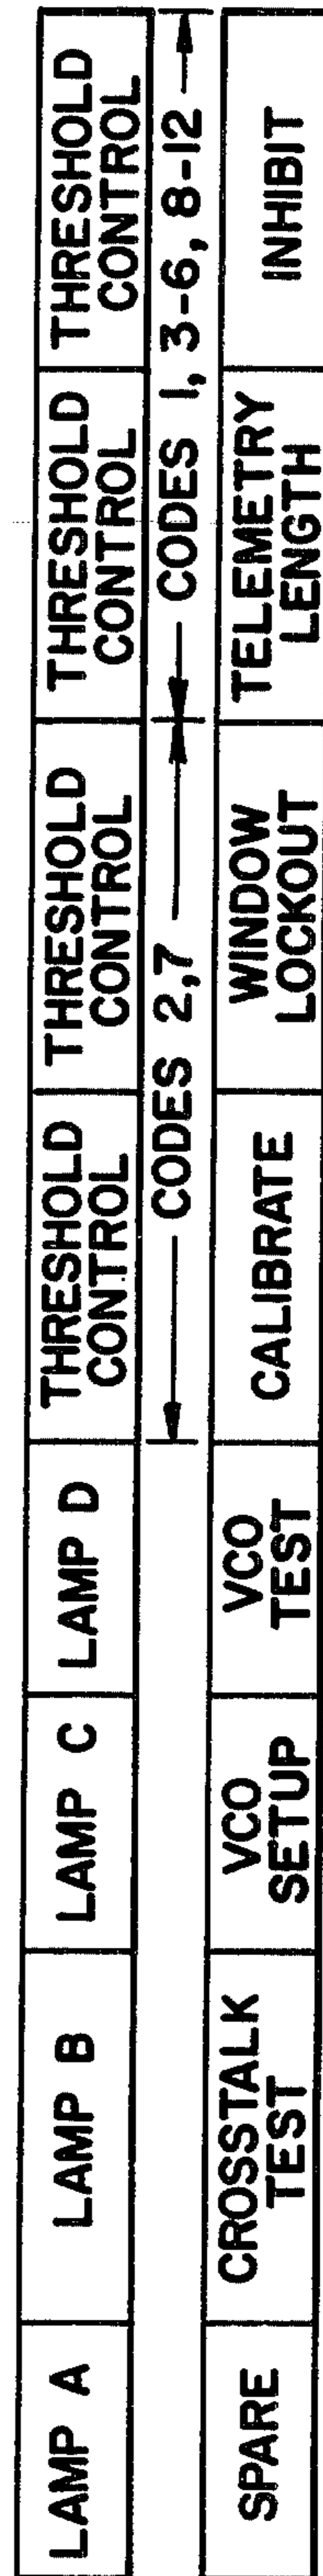 LAMP A
LAMP B
LAMP C
LAMP D
THRESHOLD
CONTROL
THRESHOLD
CONTROL
THRESHOLD
CONTROL
THRESHOLD
CONTROL
CODES 2,7
CODES 1, 3-6, 8-12
SPARE
CROSSTALK
TEST
VCO
SETUP
VCO
TEST
CALIBRATE
WINDOW
LOCKOUT
TELEMETRY
LENGTH
INHIBIT